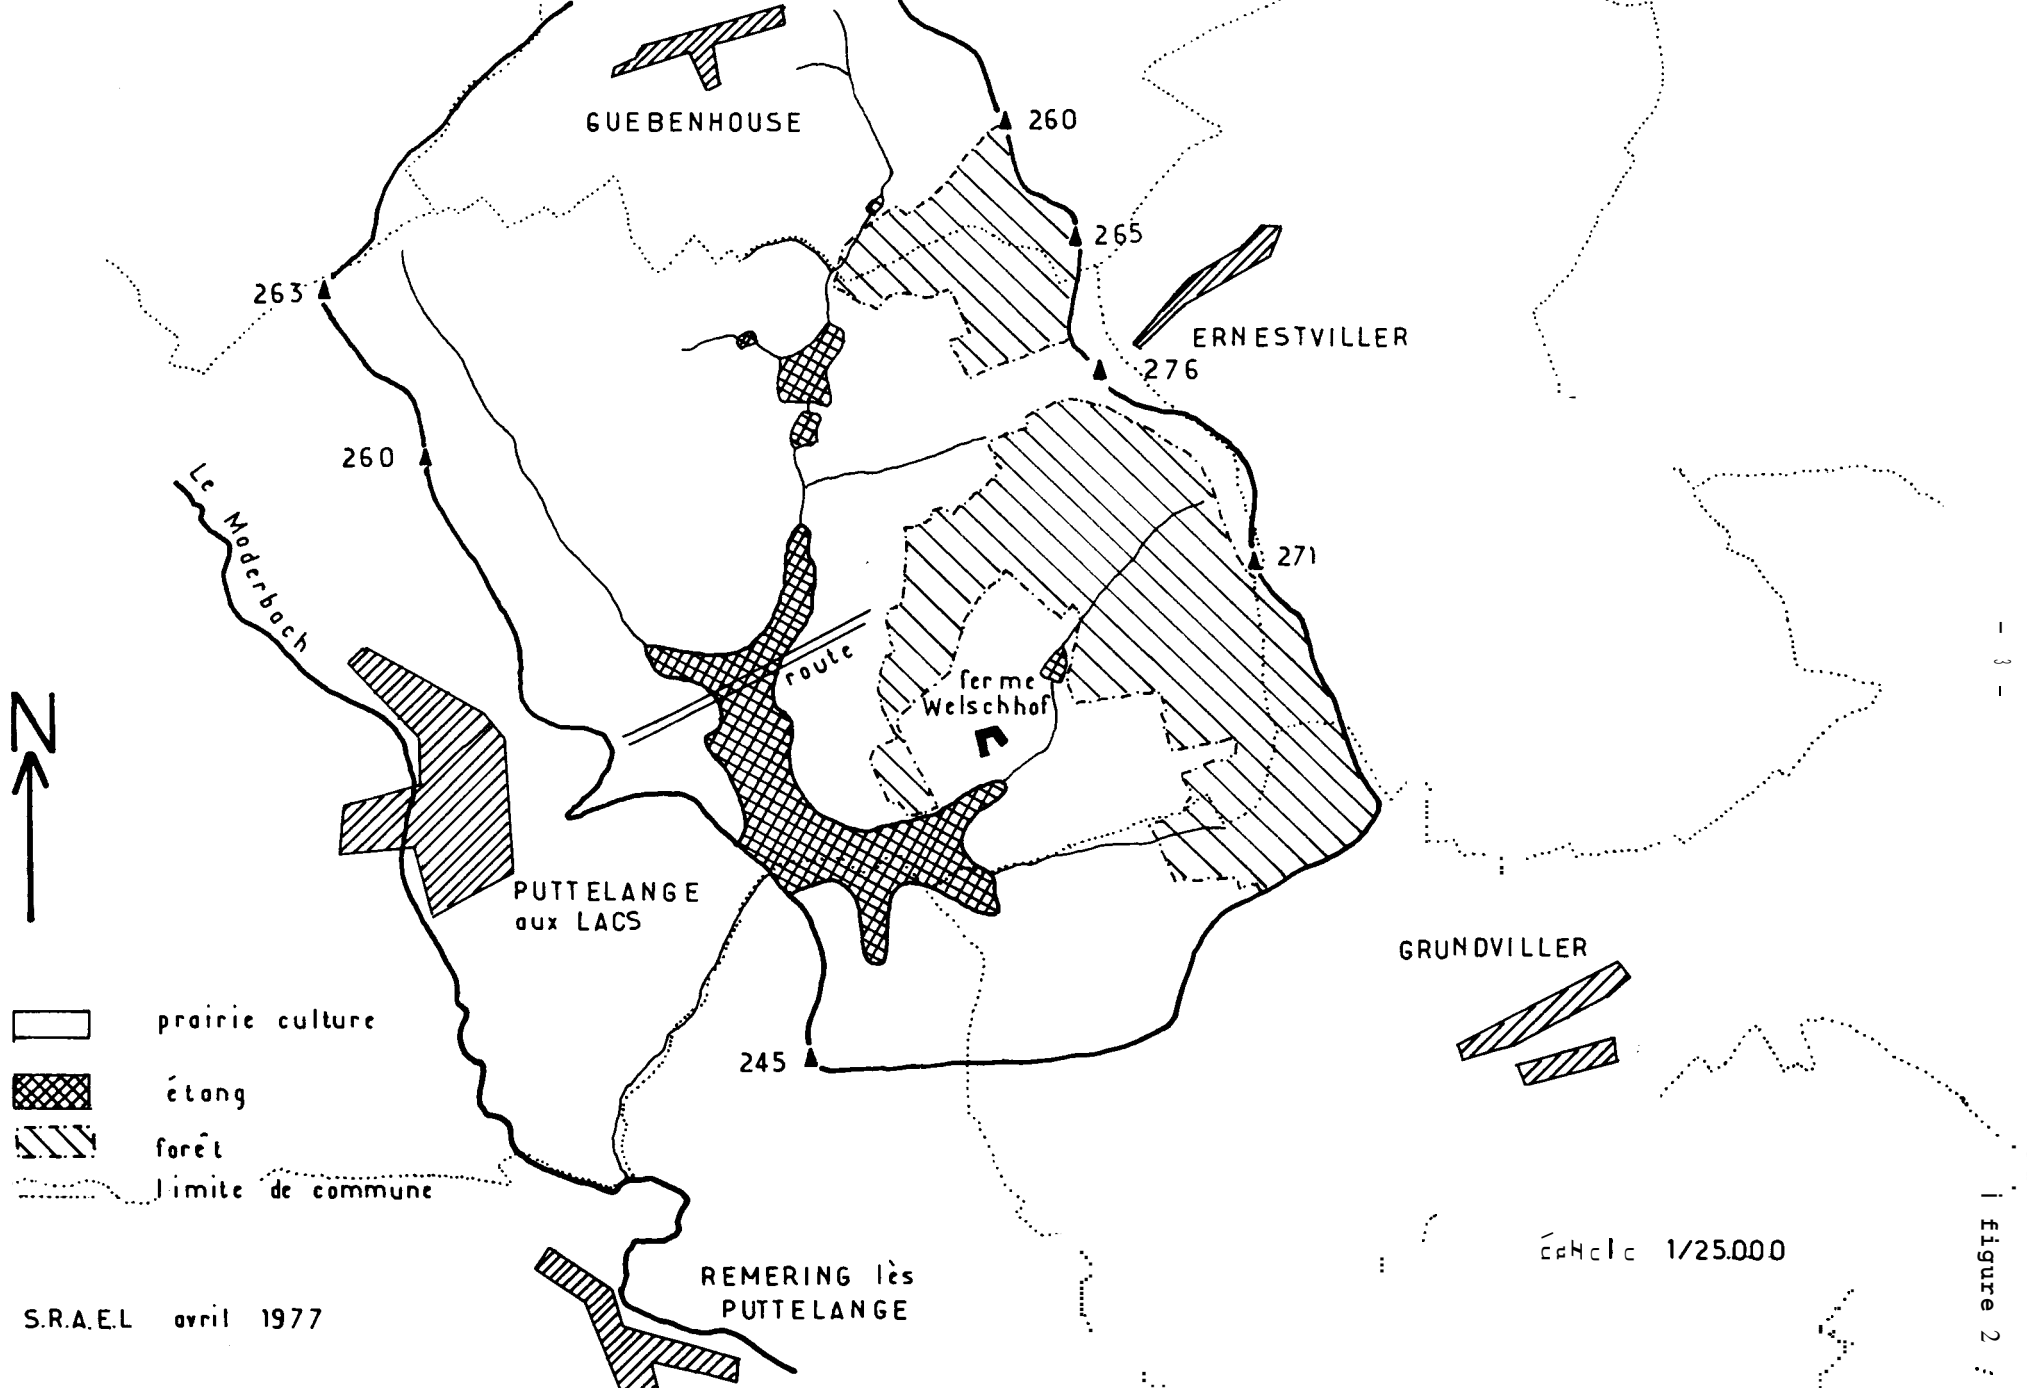 GUEBENHOUSE
260
265
263
ERNESTVILLER
276
260
Le Moderbach
271
route
ferme
Welschhof
N
PUTTELANGE
aux LACS
GRUNDVILLER
245
prairie culture
étang
forêt
limite de commune
REMERING lès
PUTTELANGE
1/25.000
S.R.A.E.L avril 1977
- 3 -
figure 2